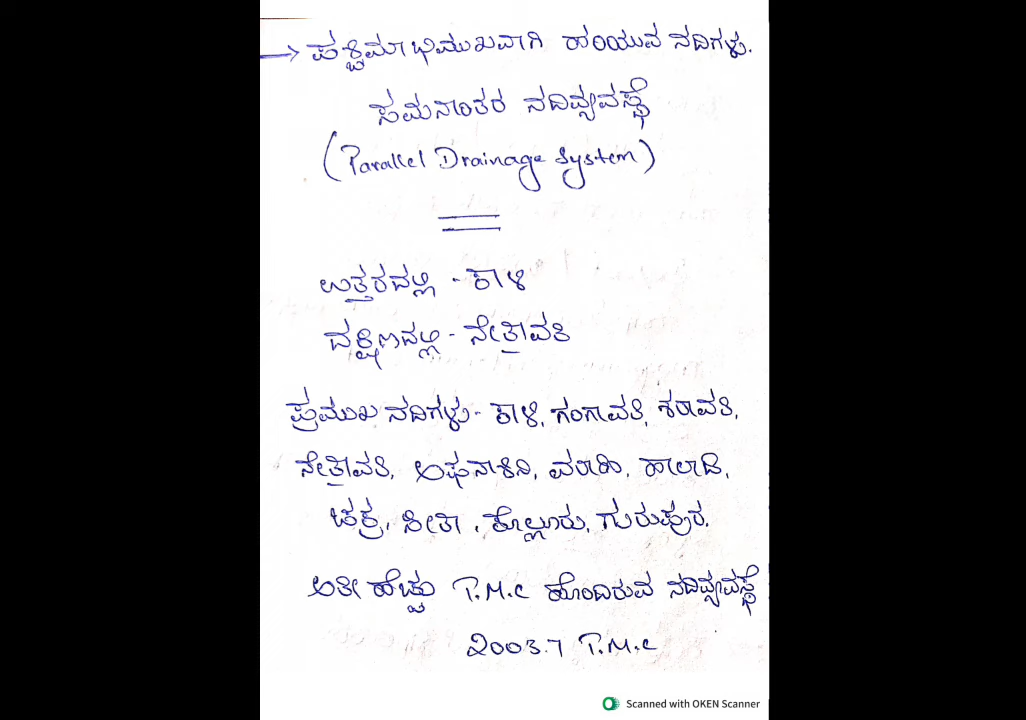 → ಪಶ್ಚಿಮಾಭಿಮುಖವಾಗಿ ಹರಿಯುವ ನದಿಗಳು.
ಸಮನಾಂತರ ನದಿವ್ಯವಸ್ಥೆ
(Parallel Drainage System)
ಉತ್ತರದಲ್ಲಿ - ಕಾಳಿ
ದಕ್ಷಿಣದಲ್ಲಿ - ನೇತ್ರಾವತಿ
ಪ್ರಮುಖ ನದಿಗಳು - ಕಾಳಿ, ಗಂಗಾವತಿ, ಶರಾವತಿ,
ನೇತ್ರಾವತಿ, ಅಘನಾಶಿನಿ, ವರಾಹಿ, ಹಾಲಾಡಿ,
ಚಕ್ರ, ಸೀತಾ, ಕೊಲ್ಲೂರು, ಗುರುಪುರ.
ಅತೀ ಹೆಚ್ಚು T.M.C ಹೊಂದಿರುವ ನದಿವ್ಯವಸ್ಥೆ
2003.7 T.M.C
Scanned with OKEN Scanner